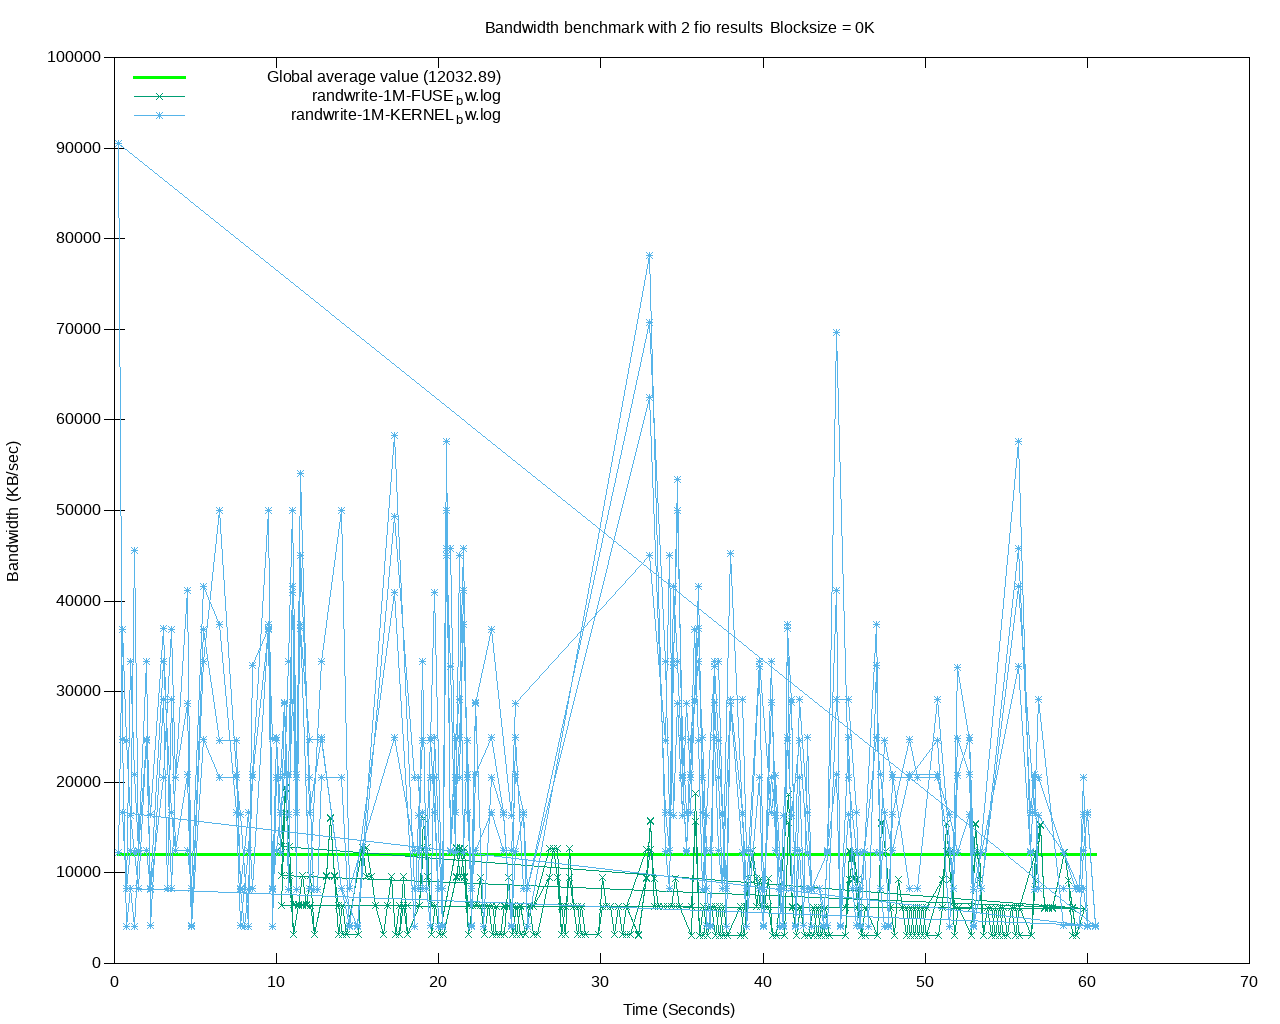 Bandwidth benchmark with 2 fio results Blocksize = 0K
100000
90000
80000
70000
60000
50000
40000
30000
20000
10000
0
Bandwidth (KB/sec)
Global average value (12032.89)
randwrite-1M-FUSE_bw.log
randwrite-1M-KERNEL_bw.log
0 10 20 30 40 50 60 70
Time (Seconds)